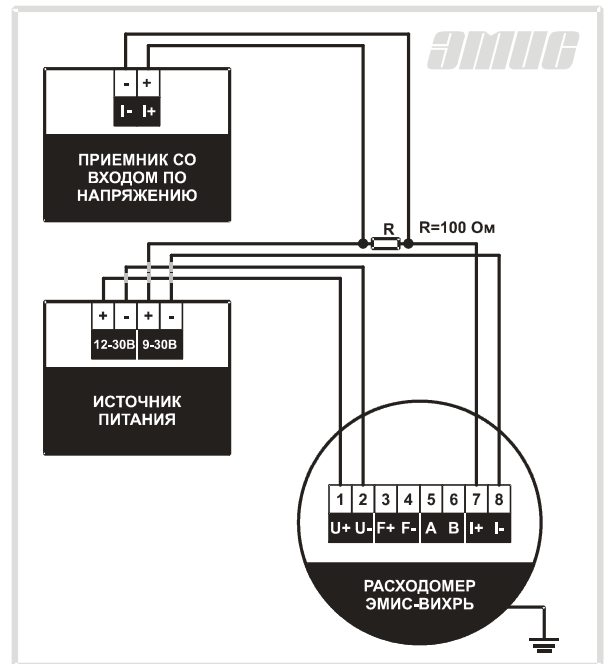 ЭМИС
- +
I- I+
ПРИЕМНИК СО
ВХОДОМ ПО
НАПРЯЖЕНИЮ
R R=100 Ом
+ - + -
12-30В 9-30В
ИСТОЧНИК
ПИТАНИЯ
1 2 3 4 5 6 7 8
U+ U- F+ F- A B I+ I-
РАСХОДОМЕР
ЭМИС-ВИХРЬ